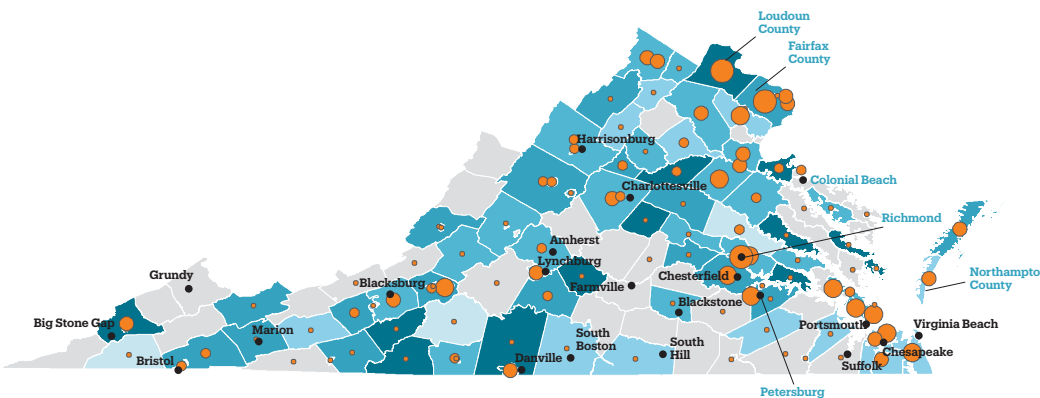 Loudoun
County
Fairfax
County
Harrisonburg
Colonial Beach
Charlottesville
Richmond
Amherst
Lynchburg
Grundy
Chesterfield
Northampto
County
Blacksburg
Farmville
Blackstone
Big Stone Gap
Marion
Portsmouth
Virginia Beach
South
Boston
South
Hill
Chesapeake
Bristol
Danville
Suffolk
Petersburg